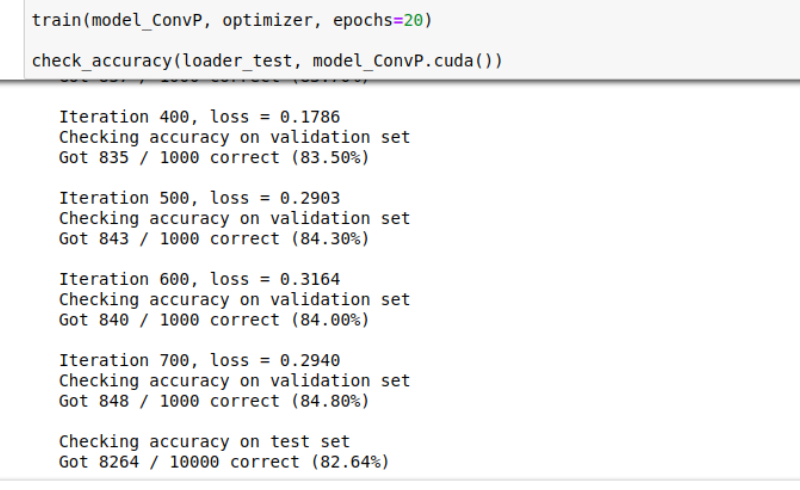 train(model_ConvP, optimizer, epochs=20)
check_accuracy(loader_test, model_ConvP.cuda())
Iteration 400, loss = 0.1786
Checking accuracy on validation set
Got 835 / 1000 correct (83.50%)
Iteration 500, loss = 0.2903
Checking accuracy on validation set
Got 843 / 1000 correct (84.30%)
Iteration 600, loss = 0.3164
Checking accuracy on validation set
Got 840 / 1000 correct (84.00%)
Iteration 700, loss = 0.2940
Checking accuracy on validation set
Got 848 / 1000 correct (84.80%)
Checking accuracy on test set
Got 8264 / 10000 correct (82.64%)